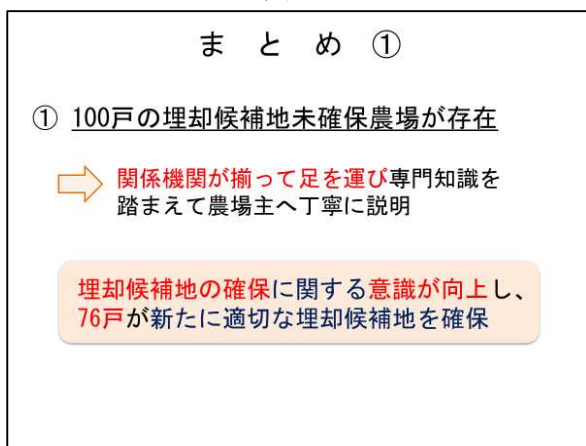 まとめ①
① 100戸の埋却候補地未確保農場が存在
関係機関が揃って足を運び専門知識を
踏まえて農場主へ丁寧に説明
埋却候補地の確保に関する意識が向上し、
76戸が新たに適切な埋却候補地を確保